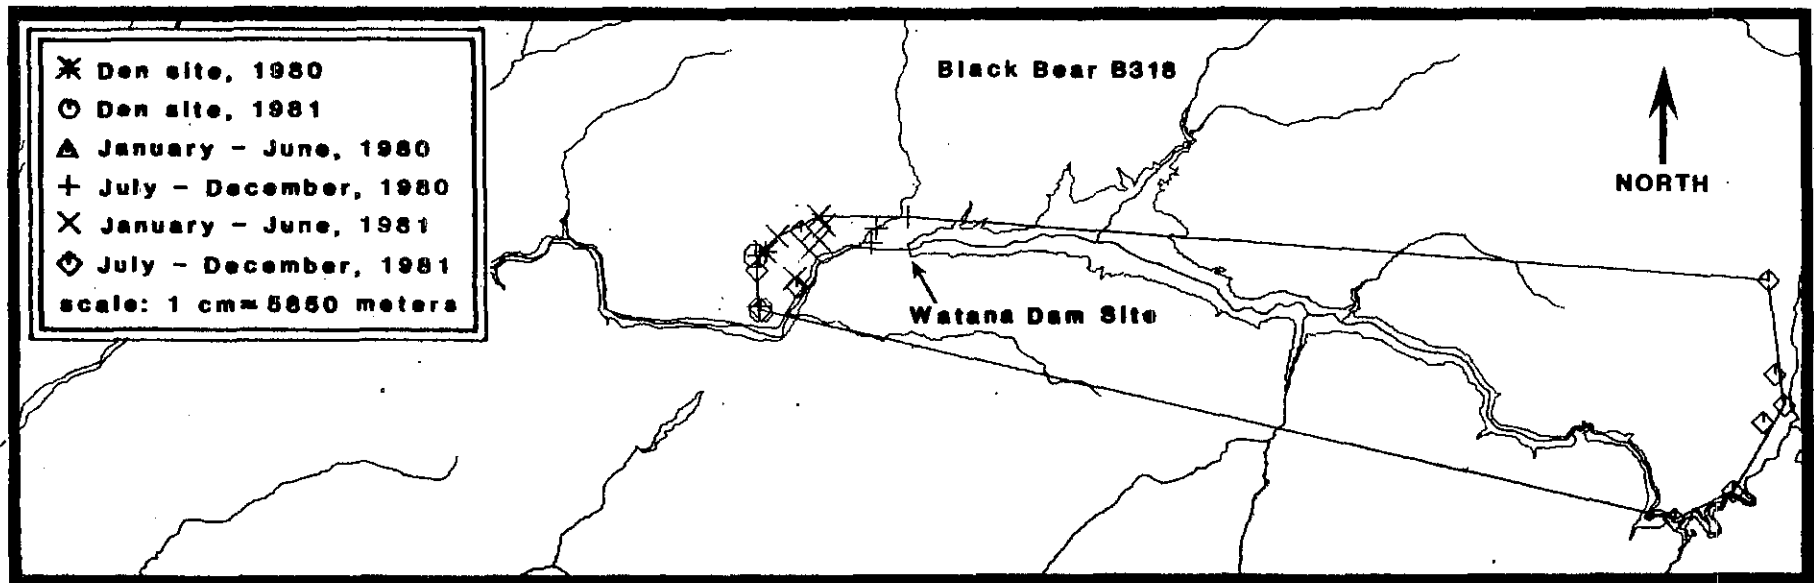 Den site, 1980
Den site, 1981
January - June, 1980
July - December, 1980
January - June, 1981
July - December, 1981
scale: 1 cm=5850 meters
Black Bear B318
NORTH
Watana Dam Site